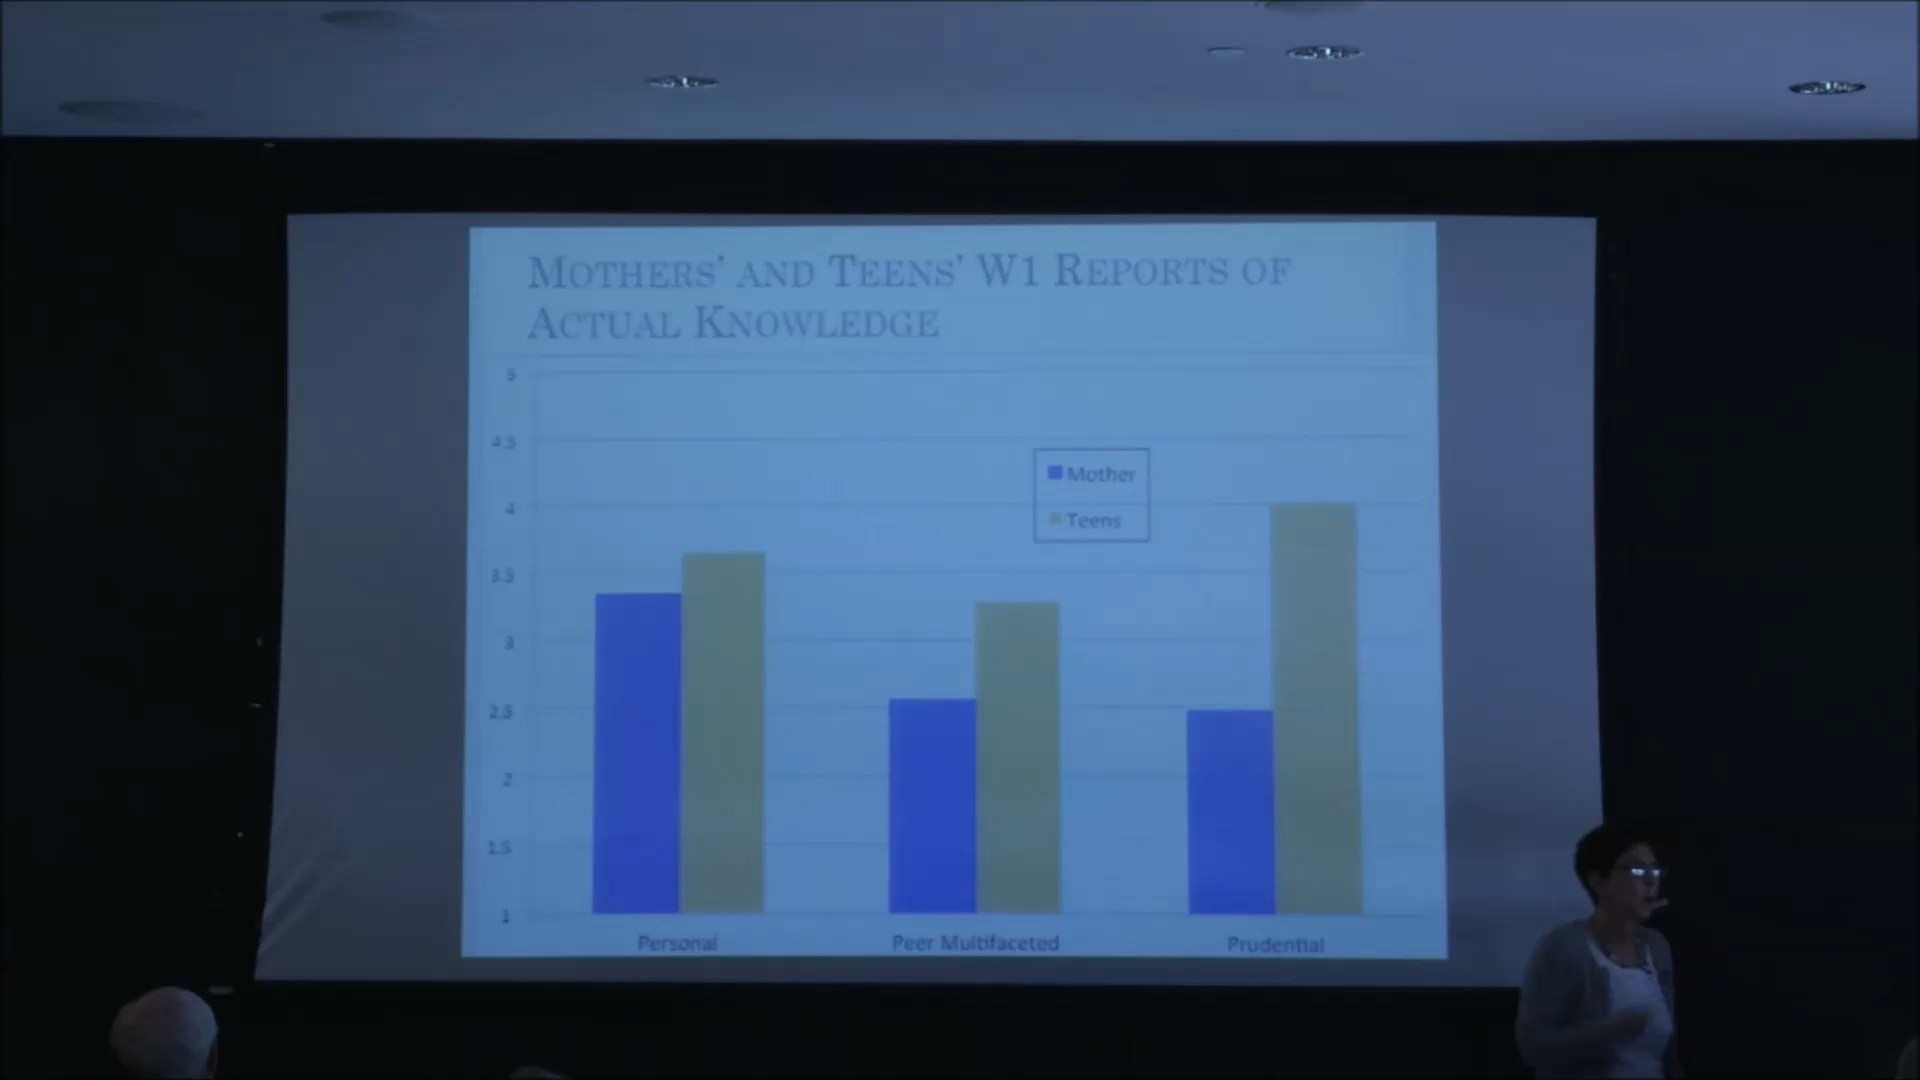 MOTHERS' AND TEENS' W1 REPORTS OF
ACTUAL KNOWLEDGE
5
4.5
Mother
4
Teens
3.5
3
2.5
2
1.5
1
Personal
Peer Multifaceted
Prudential